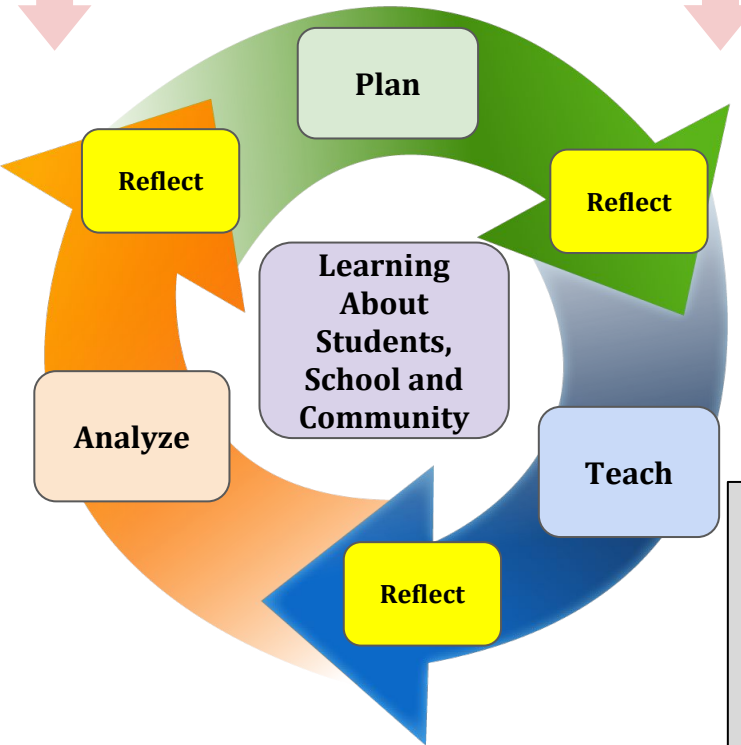 Plan
Reflect
Reflect
Learning
About
Students,
School and
Community
Analyze
Teach
Reflect